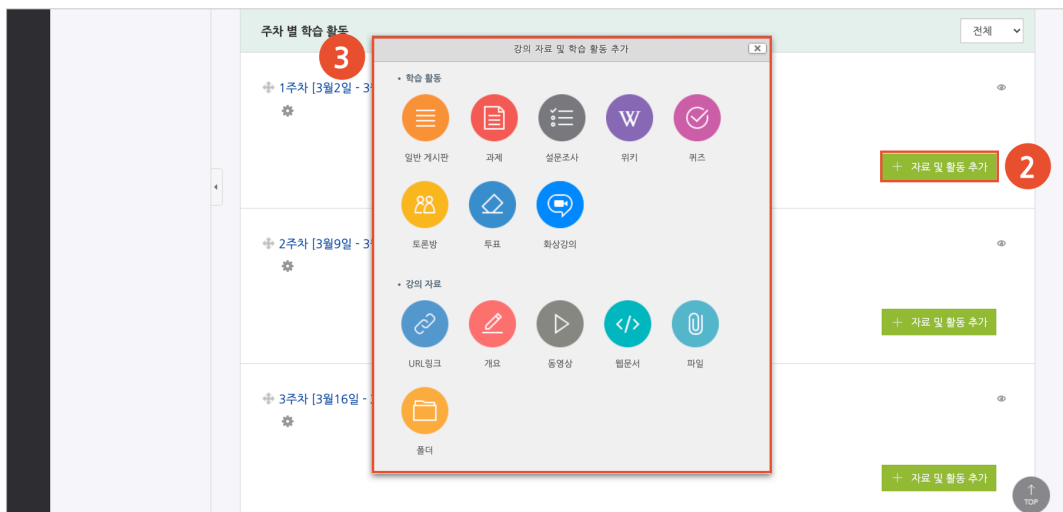 주차 별 학습 활동
전체
3
강의 자료 및 학습 활동 추가
• 학습 활동
1주차 [3월2일 - 3
일반 게시판 과제 설문조사 위키 퀴즈
W
+ 자료 및 활동 추가
2
토론방 투표 화상강의
2주차 [3월9일 - 3
• 강의 자료
URL링크 개요 동영상 웹문서 파일
</>
+ 자료 및 활동 추가
3주차 [3월16일 -
폴더
+ 자료 및 활동 추가
TOP